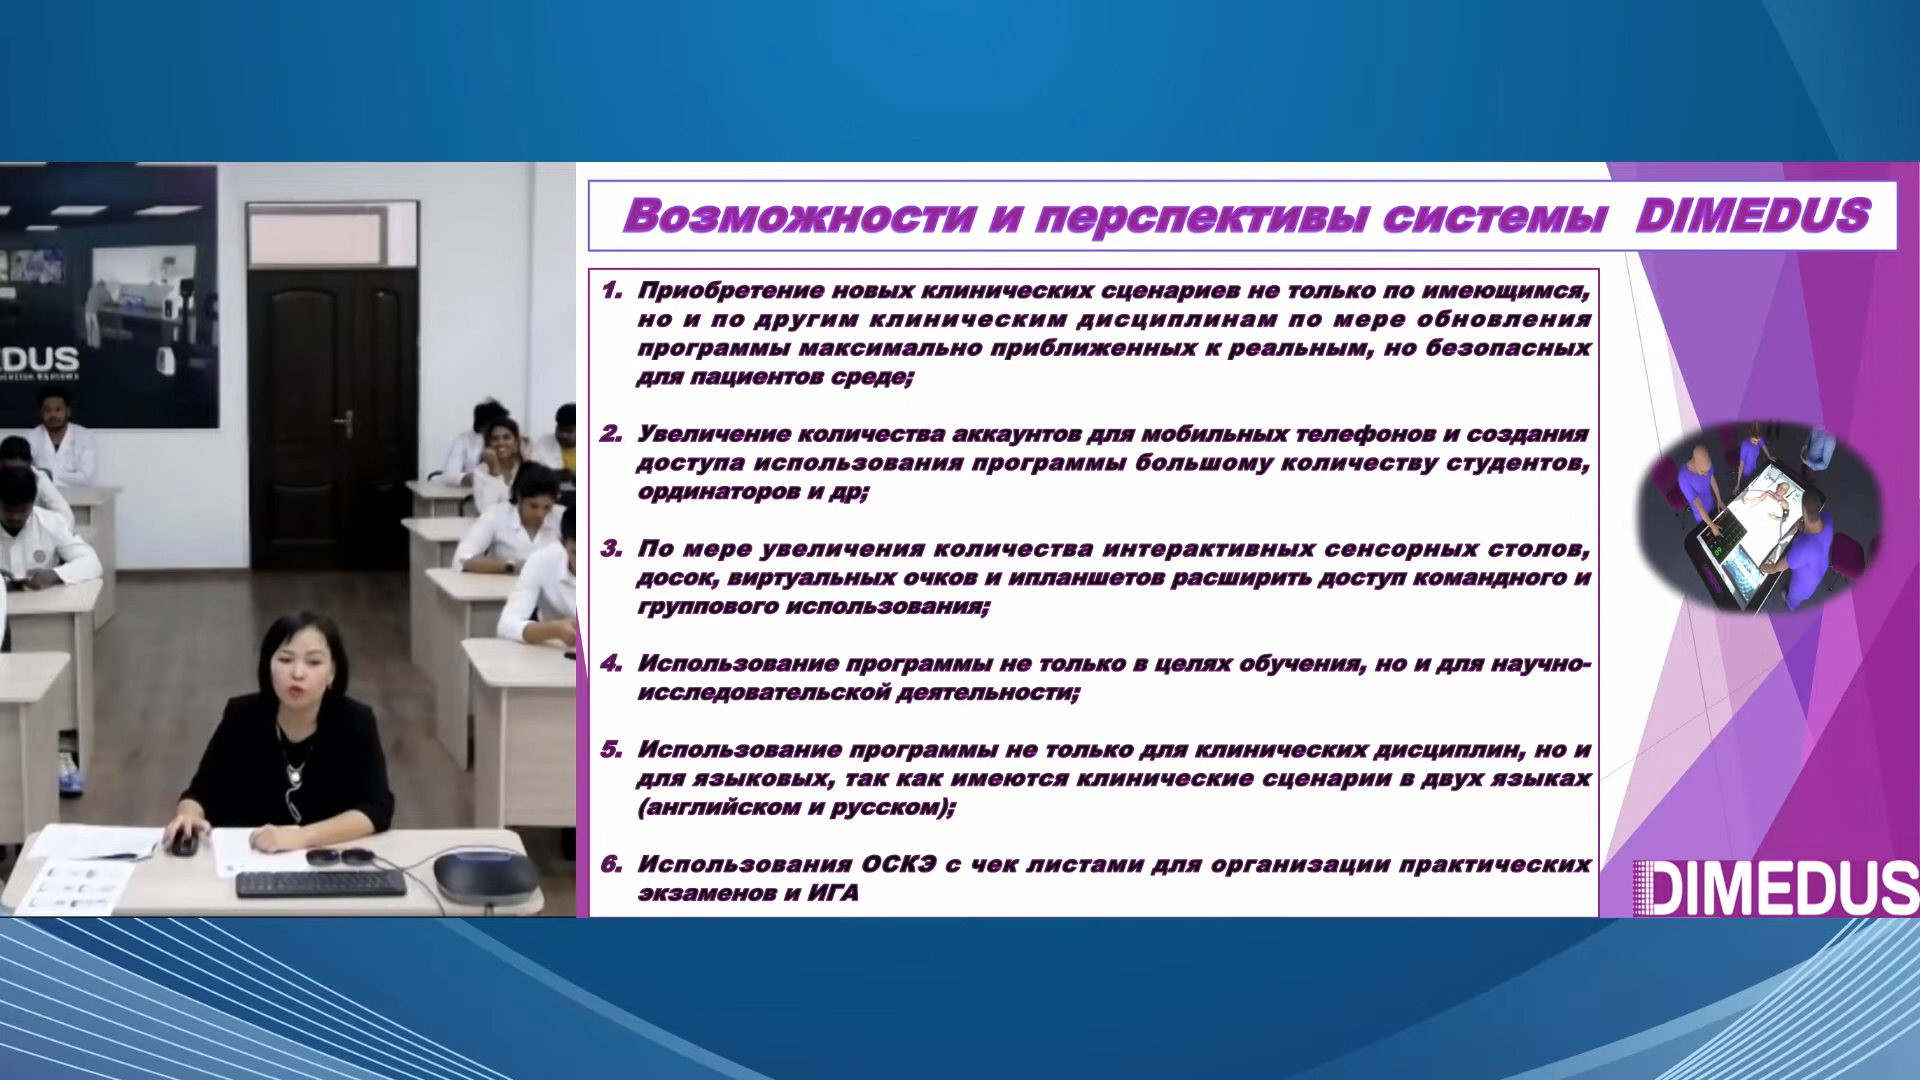 EDUS
Возможности и перспективы системы DIMEDUS
1. Приобретение новых клинических сценариев не только по имеющимся,
но и по другим клиническим дисциплинам по мере обновления
программы максимально приближенных к реальным, но безопасных
для пациентов среде;
2. Увеличение количества аккаунтов для мобильных телефонов и создания
доступа использования программы большому количеству студентов,
ординаторов и др;
3. По мере увеличения количества интерактивных сенсорных столов,
досок, виртуальных очков и ипланшетов расширить доступ командного и
группового использования;
4. Использование программы не только в целях обучения, но и для научно-
исследовательской деятельности;
5. Использование программы не только для клинических дисциплин, но и
для языковых, так как имеются клинические сценарии в двух языках
(английском и русском);
6. Использования ОСКЭ с чек листами для организации практических
экзаменов и ИГА
DIMEDUS